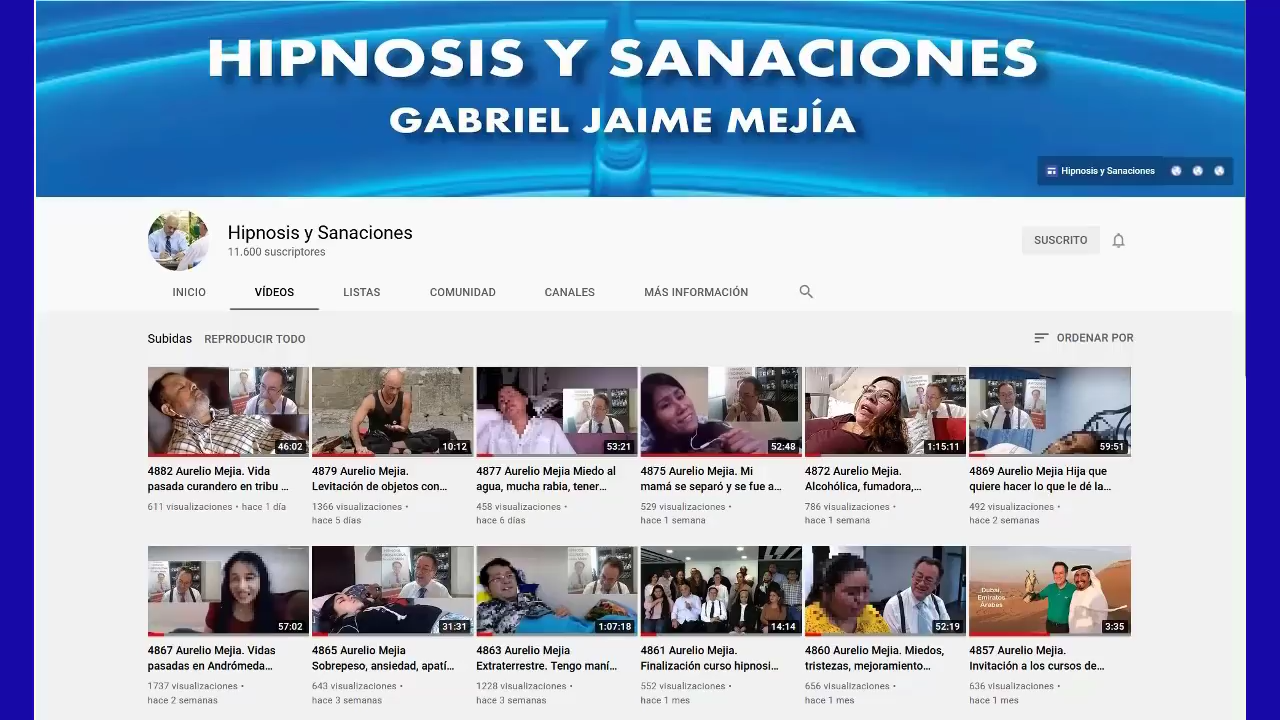 HIPNOSIS Y SANACIONES
GABRIEL JAIME MEJÍA
Hipnosis y Sanaciones
Hipnosis y Sanaciones
11.600 suscriptores
SUSCRITO
INICIO VÍDEOS LISTAS COMUNIDAD CANALES MÁS INFORMACIÓN
Subidas REPRODUCIR TODO ORDENAR POR
46:02
4882 Aurelio Mejia. Vida
pasada curandero en tribu ...
611 visualizaciones • hace 1 día
10:12
4879 Aurelio Mejia.
Levitación de objetos con...
1366 visualizaciones •
hace 5 días
53:21
4877 Aurelio Mejia Miedo al
agua, mucha rabia, tener...
458 visualizaciones •
hace 6 días
52:48
4875 Aurelio Mejia. Mi
mamá se separó y se fue a...
529 visualizaciones •
hace 1 semana
1:15:11
4872 Aurelio Mejia.
Alcohólica, fumadora,...
786 visualizaciones •
hace 1 semana
59:51
4869 Aurelio Mejia Hija que
quiere hacer lo que le dé la...
492 visualizaciones •
hace 2 semanas
57:02
4867 Aurelio Mejia. Vidas
pasadas en Andrómeda...
1737 visualizaciones •
hace 2 semanas
31:31
4865 Aurelio Mejia
Sobrepeso, ansiedad, apatí...
643 visualizaciones •
hace 3 semanas
1:07:18
4863 Aurelio Mejia
Extraterrestre. Tengo maní...
1228 visualizaciones •
hace 3 semanas
14:14
4861 Aurelio Mejia.
Finalización curso hipnosi...
552 visualizaciones •
hace 1 mes
52:19
4860 Aurelio Mejia. Miedos,
tristezas, mejoramiento...
656 visualizaciones •
hace 1 mes
Dubai,
Emiratos
Arabes
3:35
4857 Aurelio Mejia.
Invitación a los cursos de...
636 visualizaciones •
hace 1 mes